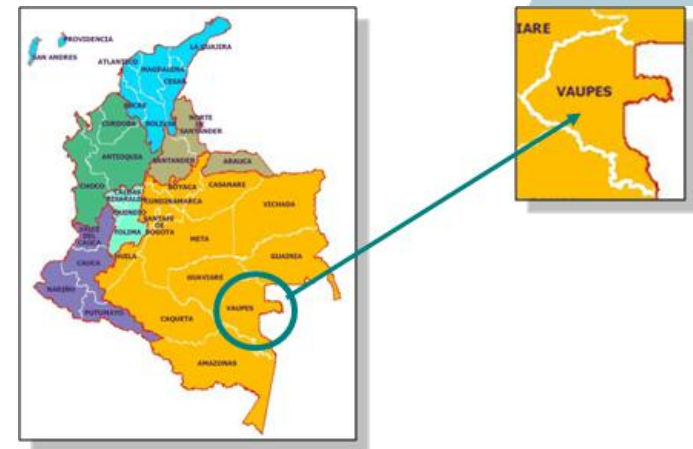 PROVIDENCIA
SAN ANDRES
LA GUAJIRA
ATLANTICO
MAGDALENA
CESAR
SUCRE
BOLIVAR
CORDOBA
NORTE
DE
SANTANDER
ANTIOQUIA
SANTANDER
ARAUCA
CHOCO
BOYACA
CASANARE
CALDAS
RISARALDA
CUNDINAMARCA
VICHADA
QUINDIO
SANTAFE
DE
BOGOTA
TOLIMA
VALLE
DEL
CAUCA
META
HUILA
GUAINIA
CAUCA
GUAVIARE
NARIÑO
VAUPES
PUTUMAYO
CAQUETA
AMAZONAS
IARE
VAUPES